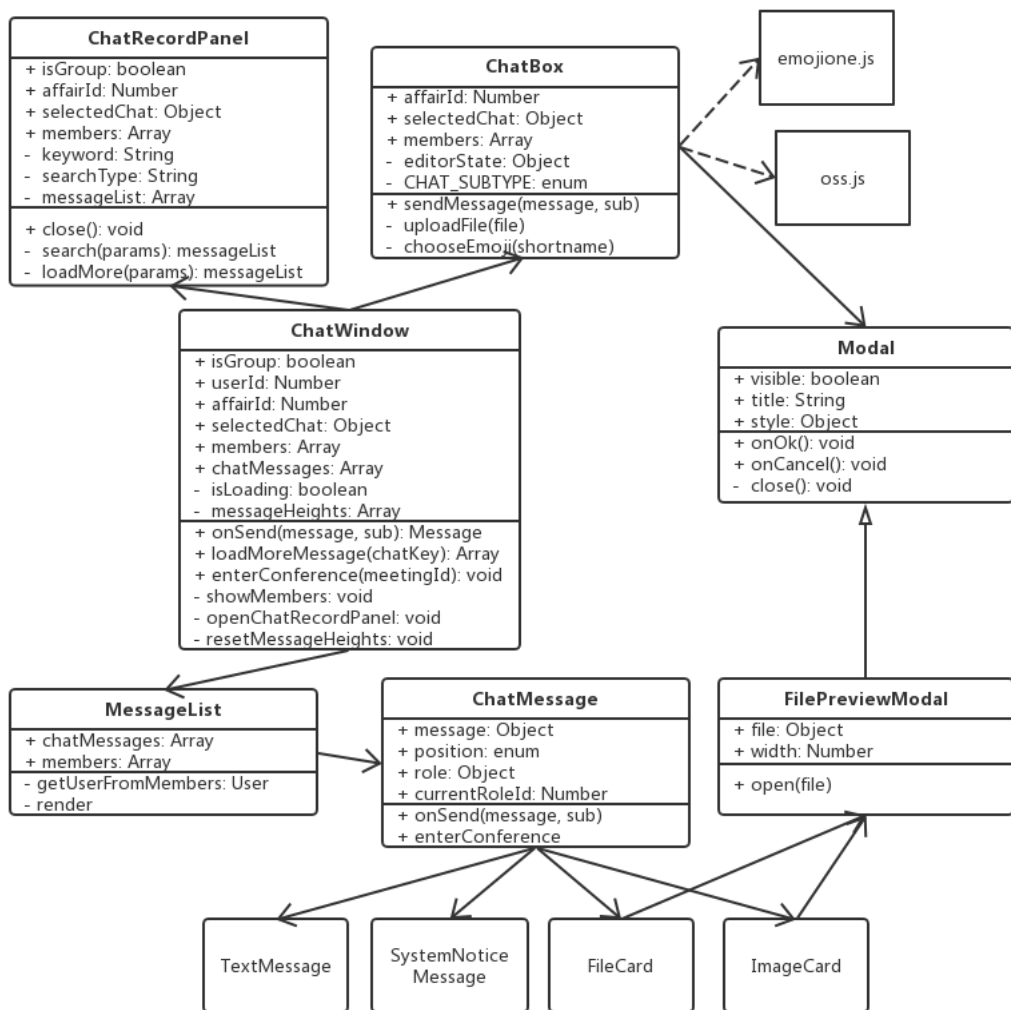 ChatRecordPanel
+ isGroup: boolean
+ affairId: Number
+ selectedChat: Object
+ members: Array
- keyword: String
- searchType: String
- messageList: Array
+ close(): void
- search(params): messageList
- loadMore(params): messageList
ChatBox
+ affairId: Number
+ selectedChat: Object
+ members: Array
- editorState: Object
- CHAT_SUBTYPE: enum
+ sendMessage(message, sub)
- uploadFile(file)
- chooseEmoji(shortname)
emojione.js
oss.js
ChatWindow
+ isGroup: boolean
+ userId: Number
+ affairId: Number
+ selectedChat: Object
+ members: Array
+ chatMessages: Array
- isLoading: boolean
- messageHeights: Array
+ onSend(message, sub): Message
+ loadMoreMessage(chatKey): Array
+ enterConference(meetingId): void
- showMembers: void
- openChatRecordPanel: void
- resetMessageHeights: void
Modal
+ visible: boolean
+ title: String
+ style: Object
+ onOk(): void
+ onCancel(): void
- close(): void
MessageList
+ chatMessages: Array
+ members: Array
- getUserFromMembers: User
- render
ChatMessage
+ message: Object
+ position: enum
+ role: Object
+ currentRoleId: Number
+ onSend(message, sub)
+ enterConference
FilePreviewModal
+ file: Object
+ width: Number
+ open(file)
TextMessage
SystemNotice
Message
FileCard
ImageCard